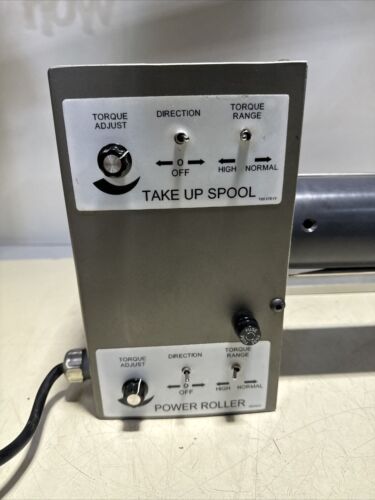 TORQUE
ADJUST
DIRECTION
TORQUE
RANGE
0
OFF
HIGH NORMAL
TAKE UP SPOOL
TORQUE
ADJUST
DIRECTION
TORQUE
RANGE
0
OFF
HIGH NORMAL
POWER ROLLER